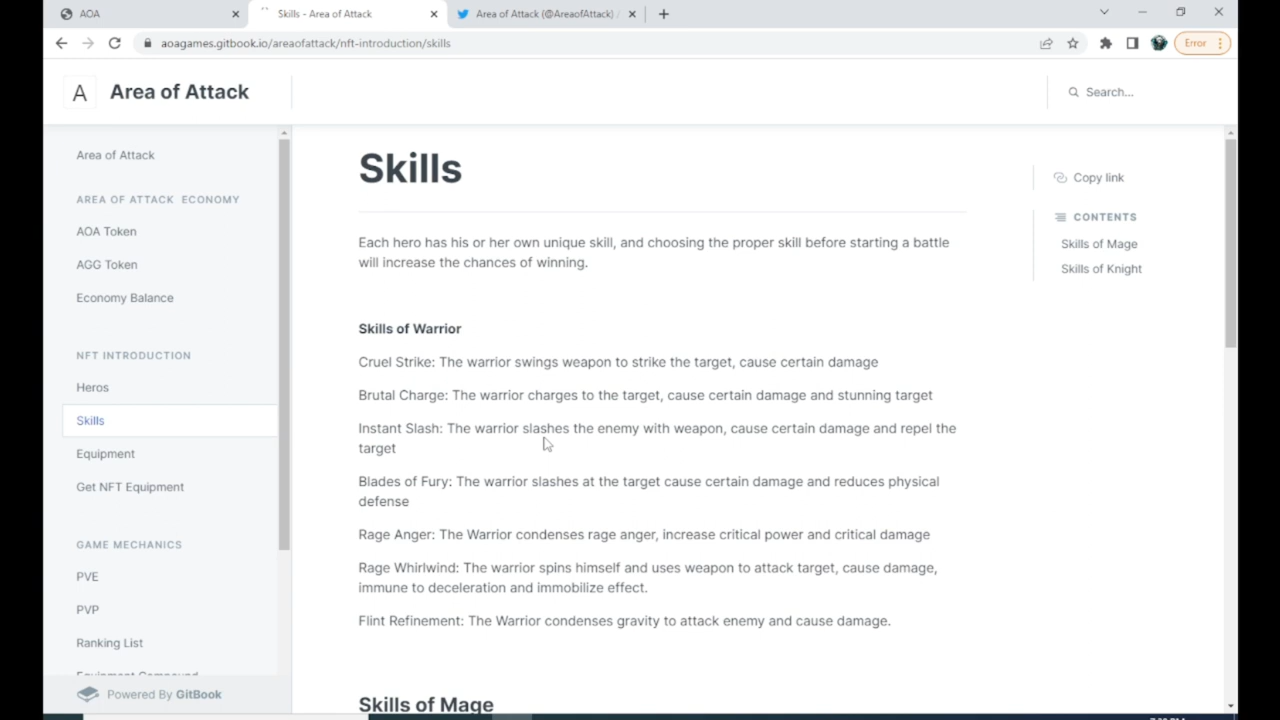 AOA
Skills - Area of Attack
Area of Attack (@AreaofAttack) /
aoagames.gitbook.io/areaofattack/nft-introduction/skills
Error
A
Area of Attack
Search...
Area of Attack
AREA OF ATTACK ECONOMY
AOA Token
AGG Token
Economy Balance
NFT INTRODUCTION
Heros
Skills
Equipment
Get NFT Equipment
GAME MECHANICS
PVE
PVP
Ranking List
Equipment Compound
Powered By GitBook
Skills
Each hero has his or her own unique skill, and choosing the proper skill before starting a battle
will increase the chances of winning.
Skills of Warrior
Cruel Strike: The warrior swings weapon to strike the target, cause certain damage
Brutal Charge: The warrior charges to the target, cause certain damage and stunning target
Instant Slash: The warrior slashes the enemy with weapon, cause certain damage and repel the
target
Blades of Fury: The warrior slashes at the target cause certain damage and reduces physical
defense
Rage Anger: The Warrior condenses rage anger, increase critical power and critical damage
Rage Whirlwind: The warrior spins himself and uses weapon to attack target, cause damage,
immune to deceleration and immobilize effect.
Flint Refinement: The Warrior condenses gravity to attack enemy and cause damage.
Skills of Mage
Copy link
CONTENTS
Skills of Mage
Skills of Knight